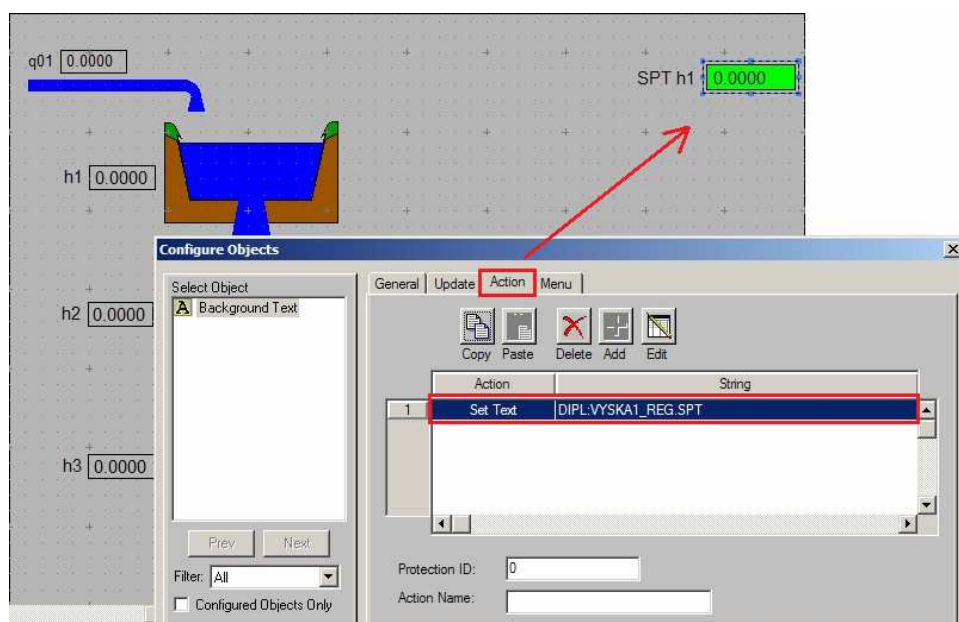 q01 0.0000
SPT h1 0.0000
h1 0.0000
Configure Objects
Select Object
General Update Action Menu
A Background Text
h2 0.0000
Copy Paste Delete Add Edit
Action String
1 Set Text DIPL:VYSKA1_REG.SPT
h3 0.0000
Prev Next
Filter: All
Configured Objects Only
Protection ID: 0
Action Name: